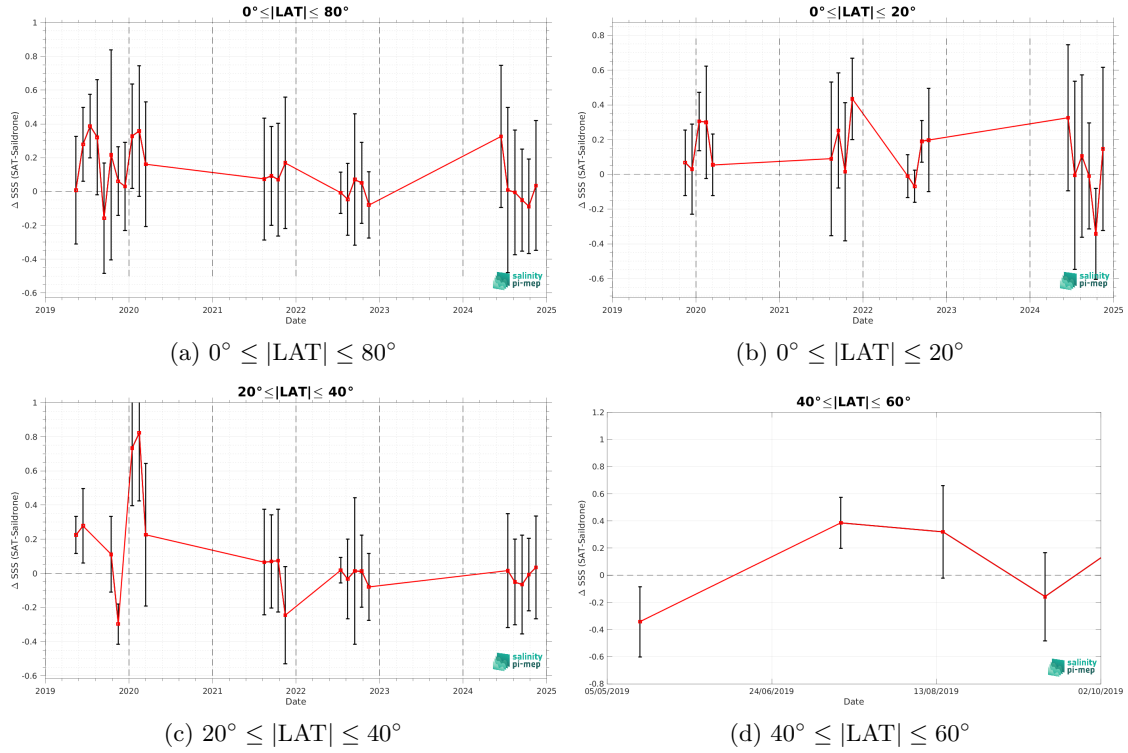 0°≤|LAT|≤ 80°
Δ SSS (SAT-Saildrone)
1
0.8
0.6
0.4
0.2
0
-0.2
-0.4
-0.6
2019 2020 2021 2022 2023 2024 2025
Date
salinity
pi-mep
(a) 0° ≤ |LAT| ≤ 80°
0°≤|LAT|≤ 20°
Δ SSS (SAT-Saildrone)
0.8
0.6
0.4
0.2
0
-0.2
-0.4
-0.6
2019 2020 2021 2022 2023 2024 2025
Date
salinity
pi-mep
(b) 0° ≤ |LAT| ≤ 20°
20°≤|LAT|≤ 40°
Δ SSS (SAT-Saildrone)
1
0.8
0.6
0.4
0.2
0
-0.2
-0.4
-0.6
2019 2020 2021 2022 2023 2024 2025
Date
salinity
pi-mep
(c) 20° ≤ |LAT| ≤ 40°
40°≤|LAT|≤ 60°
Δ SSS (SAT-Saildrone)
1.2
1
0.8
0.6
0.4
0.2
0
-0.2
-0.4
-0.6
-0.8
05/05/2019 24/06/2019 13/08/2019 02/10/2019
Date
salinity
pi-mep
(d) 40° ≤ |LAT| ≤ 60°